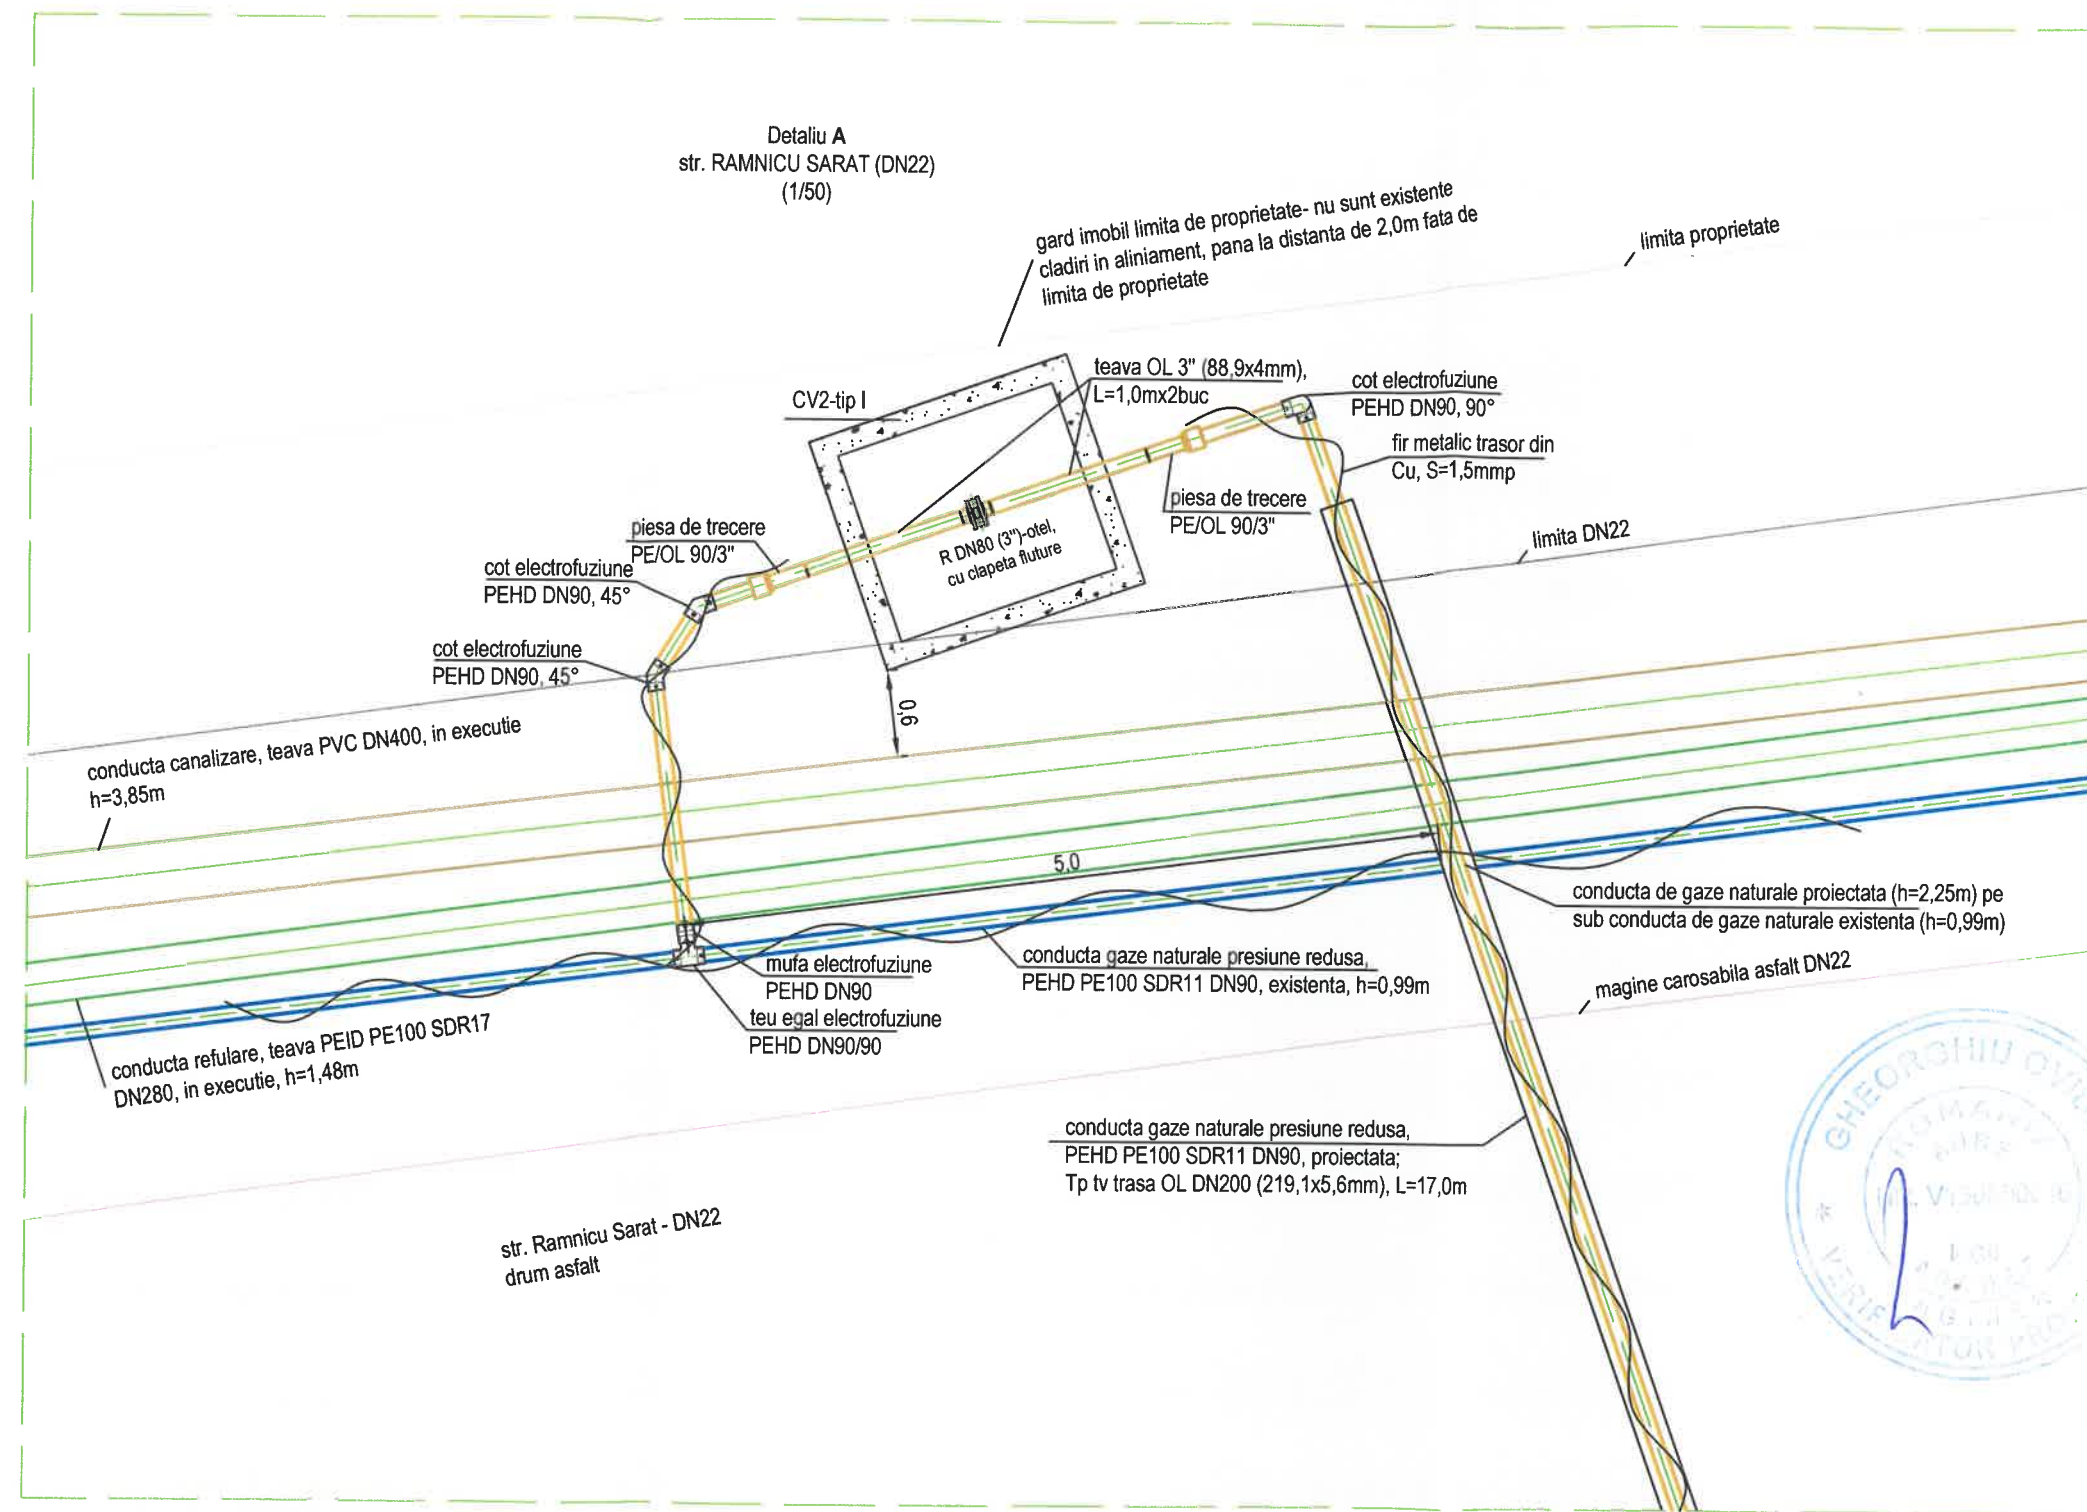 Detaliu A
str. RAMNICU SARAT (DN22)
(1/50)
gard imobil limita de proprietate- nu sunt existente
cladiri in aliniament, pana la distanta de 2,0m fata de
limita de proprietate
limita proprietate
teava OL 3" (88,9x4mm),
L=1,0mx2buc
CV2-tip I
cot electrofuziune
PEHD DN90, 90°
fir metalic trasor din
Cu, S=1,5mmp
piesa de trecere
PE/OL 90/3"
piesa de trecere
PE/OL 90/3"
R DN80 (3")-otel,
cu clapeta fluture
limita DN22
cot electrofuziune
PEHD DN90, 45°
cot electrofuziune
PEHD DN90, 45°
0,6
conducta canalizare, teava PVC DN400, in executie
h=3,85m
5,0
conducta de gaze naturale proiectata (h=2,25m) pe
sub conducta de gaze naturale existenta (h=0,99m)
mufa electrofuziune
PEHD DN90
teu egal electrofuziune
PEHD DN90/90
conducta gaze naturale presiune redusa,
PEHD PE100 SDR11 DN90, existenta, h=0,99m
magine carosabila asfalt DN22
conducta refulare, teava PEID PE100 SDR17
DN280, in executie, h=1,48m
conducta gaze naturale presiune redusa,
PEHD PE100 SDR11 DN90, proiectata;
Tp tv trasa OL DN200 (219,1x5,6mm), L=17,0m
str. Ramnicu Sarat - DN22
drum asfalt
GHEORGHIU